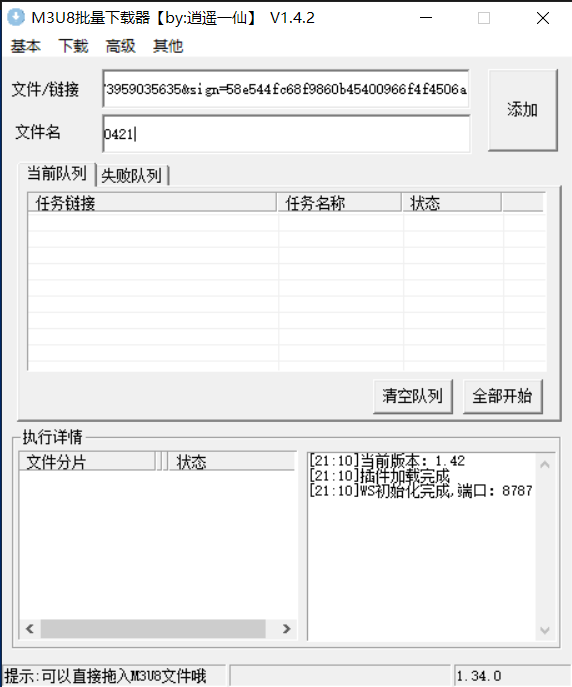 M3U8批量下载器【by:逍遥一仙】 V1.4.2
基本 下载 高级 其他
文件/链接 73959035635&sign=58e544fc68f9860b45400966f4f4506a 添加
文件名 0421
当前队列 失败队列
任务链接 任务名称 状态
清空队列 全部开始
执行详情
文件分片 状态
[21:10]当前版本: 1.42
[21:10]插件加载完成
[21:10]WS初始化完成,端口: 8787
提示:可以直接拖入M3U8文件哦 1.34.0